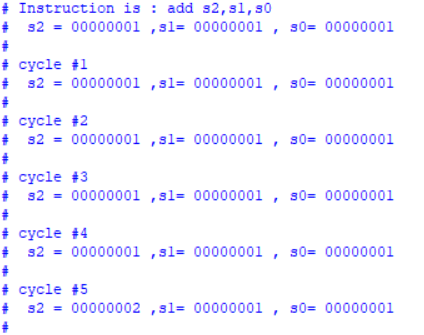 # Instruction is : add s2,s1,s0
#  s2 = 00000001 ,s1= 00000001 , s0= 00000001
#
# cycle #1
#  s2 = 00000001 ,s1= 00000001 , s0= 00000001
#
# cycle #2
#  s2 = 00000001 ,s1= 00000001 , s0= 00000001
#
# cycle #3
#  s2 = 00000001 ,s1= 00000001 , s0= 00000001
#
# cycle #4
#  s2 = 00000001 ,s1= 00000001 , s0= 00000001
#
# cycle #5
#  s2 = 00000002 ,s1= 00000001 , s0= 00000001
#